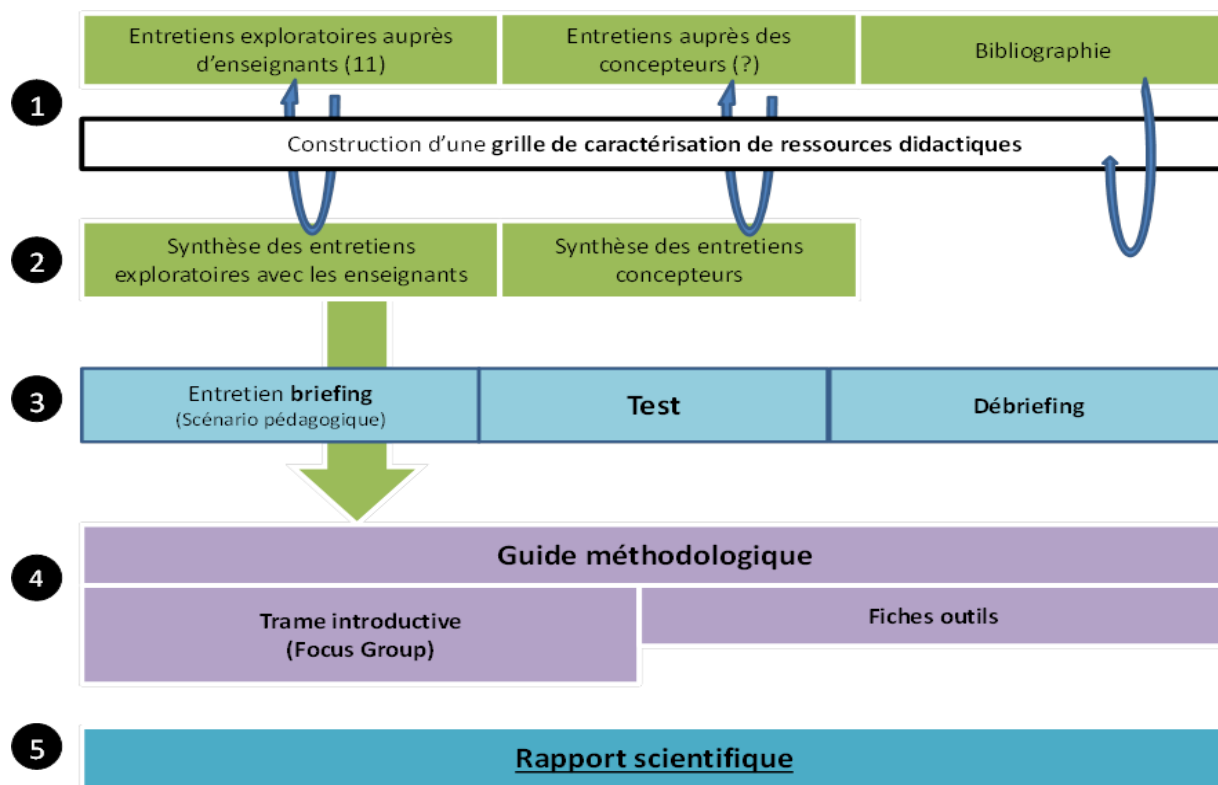 Entretiens exploratoires auprès
d'enseignants (11)
Entretiens auprès des
concepteurs (?)
Bibliographie
1
Construction d'une grille de caractérisation de ressources didactiques
2
Synthèse des entretiens
exploratoires avec les enseignants
Synthèse des entretiens
concepteurs
3
Entretien briefing
(Scénario pédagogique)
Test
Débriefing
4
Guide méthodologique
Trame introductive
(Focus Group)
Fiches outils
5
Rapport scientifique